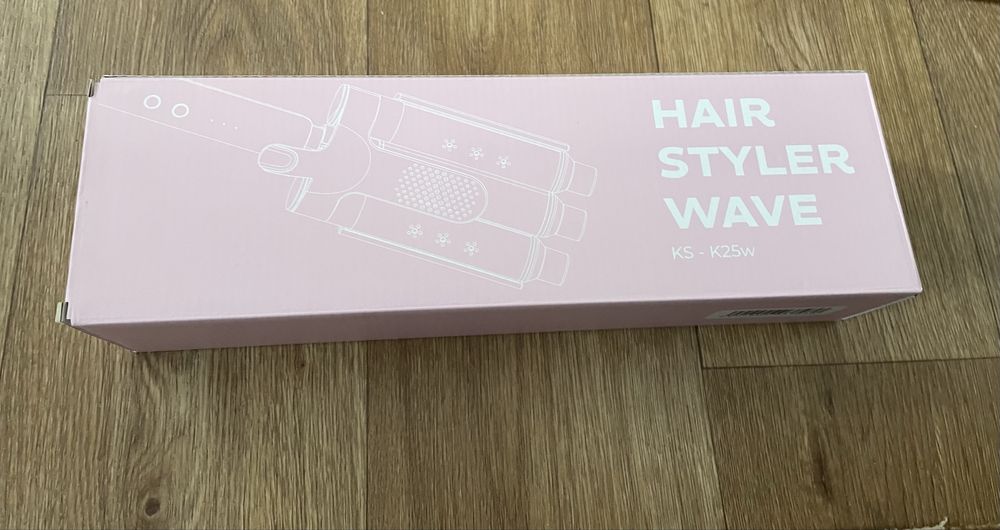 HAIR
STYLER
WAVE
KS - K25w